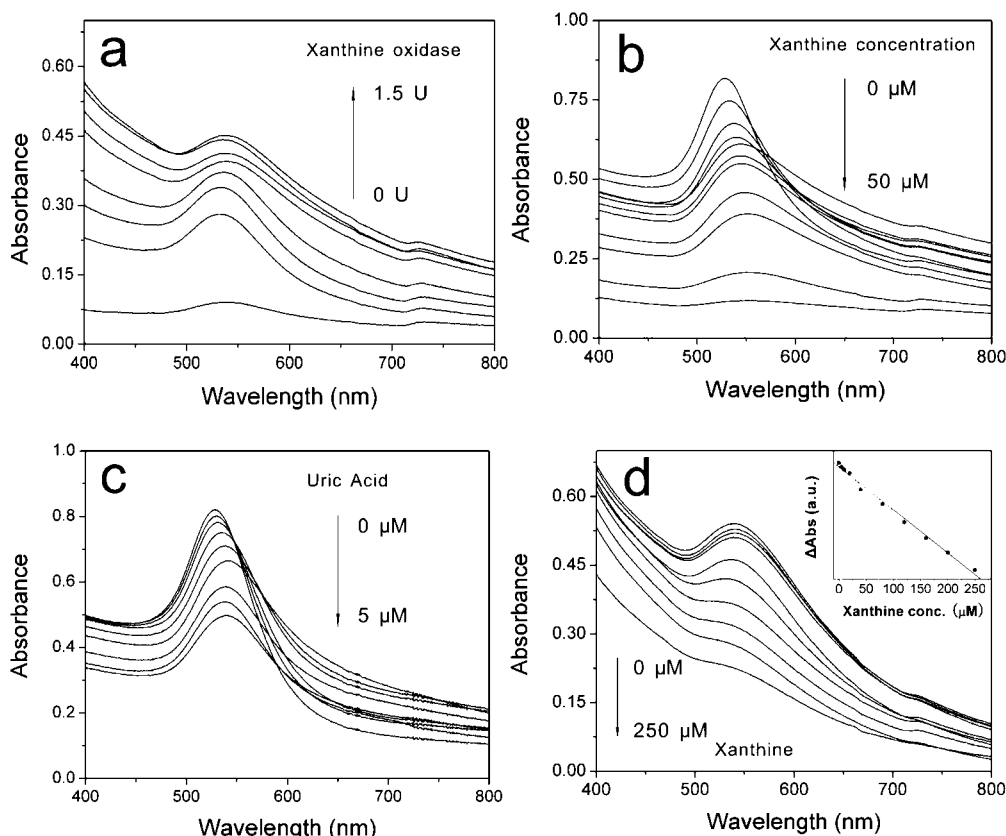 a
Xanthine oxidase
1.5 U
0 U
0.60
0.45
0.30
0.15
0.00
Absorbance
400 500 600 700 800
Wavelength (nm)
b
Xanthine concentration
0 μM
50 μM
1.00
0.75
0.50
0.25
0.00
Absorbance
400 500 600 700 800
Wavelength (nm)
c
Uric Acid
0 μM
5 μM
1.0
0.8
0.6
0.4
0.2
0.0
Absorbance
400 500 600 700 800
Wavelength (nm)
d
0 μM
250 μM
Xanthine
0.60
0.45
0.30
0.15
0.00
Absorbance
400 500 600 700 800
Wavelength (nm)
ΔAbs (a.u.)
0 50 100 150 200 250
Xanthine conc. (μM)